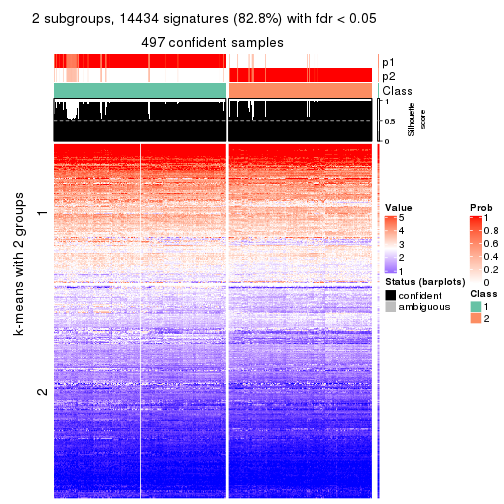 2 subgroups, 14434 signatures (82.8%) with fdr < 0.05
497 confident samples
p1
p2
Class
1
0.5
0
Silhouette
score
k-means with 2 groups
1
2
Value
5
4
3
2
1
Status (barplots)
confident
ambiguous
Prob
1
0.8
0.6
0.4
0.2
0
Class
1
2